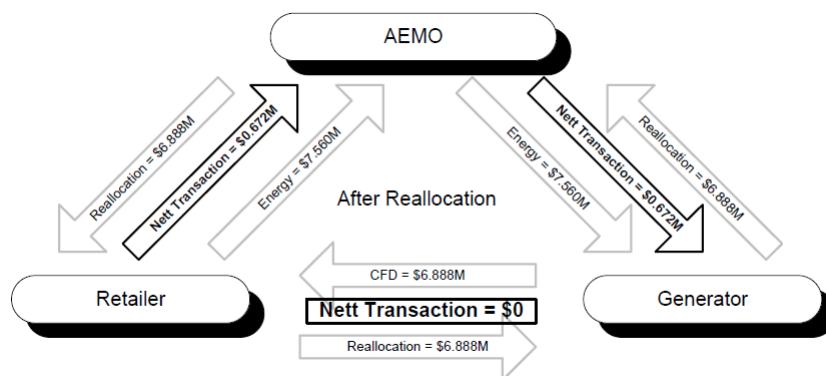 AEMO
Reallocation = $6.888M
Nett Transaction = $0.672M
Energy = $7.560M
Energy = $7.560M
Nett Transaction = $0.672M
Reallocation = $6.888M
After Reallocation
Retailer
CFD = $6.888M
Nett Transaction = $0
Reallocation = $6.888M
Generator